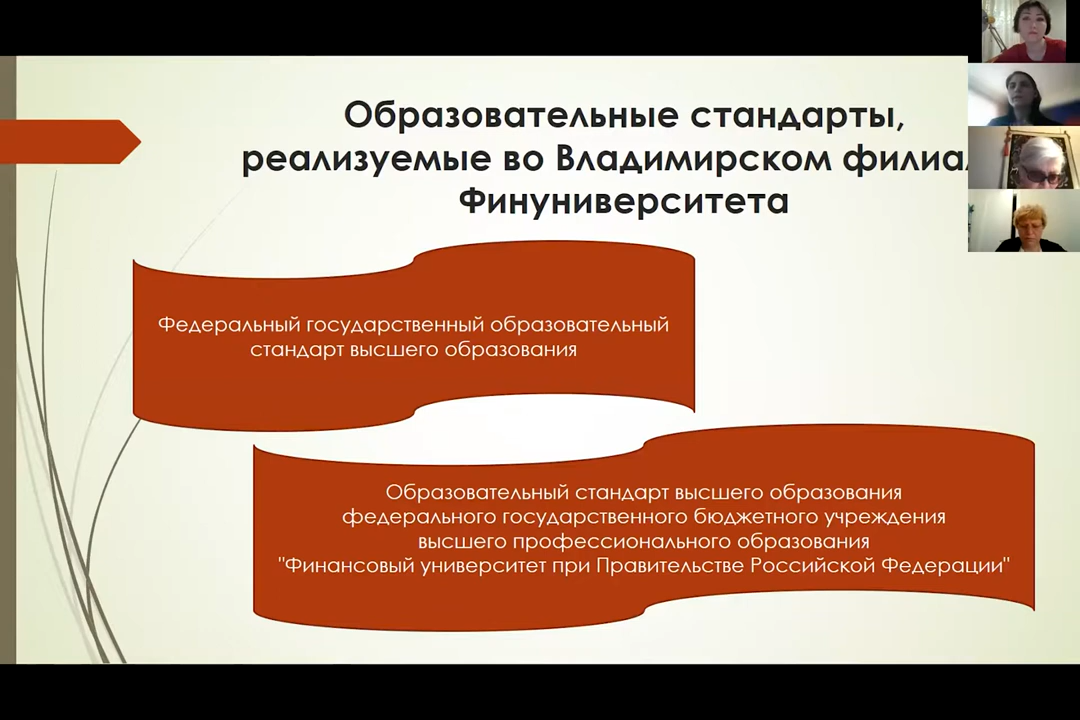 Образовательные стандарты,
реализуемые во Владимирском
Финуниверситета
Федеральный государственный образовательный
стандарт высшего образования
Образовательный стандарт высшего образования
федерального государственного бюджетного учреждения
высшего профессионального образования
"Финансовый университет при Правительстве Российской Федерации"